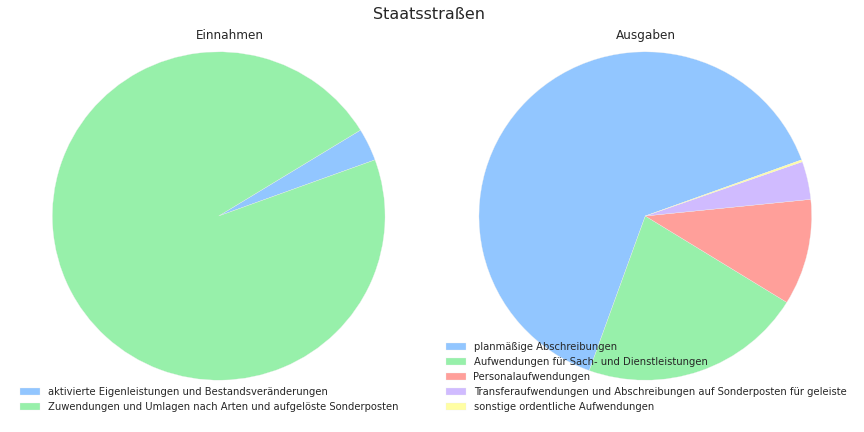 Staatsstraßen
Einnahmen
aktivierte Eigenleistungen und Bestandsveränderungen
Zuwendungen und Umlagen nach Arten und aufgelöste Sonderposten
Ausgaben
planmäßige Abschreibungen
Aufwendungen für Sach- und Dienstleistungen
Personalaufwendungen
Transferaufwendungen und Abschreibungen auf Sonderposten für geleiste
sonstige ordentliche Aufwendungen